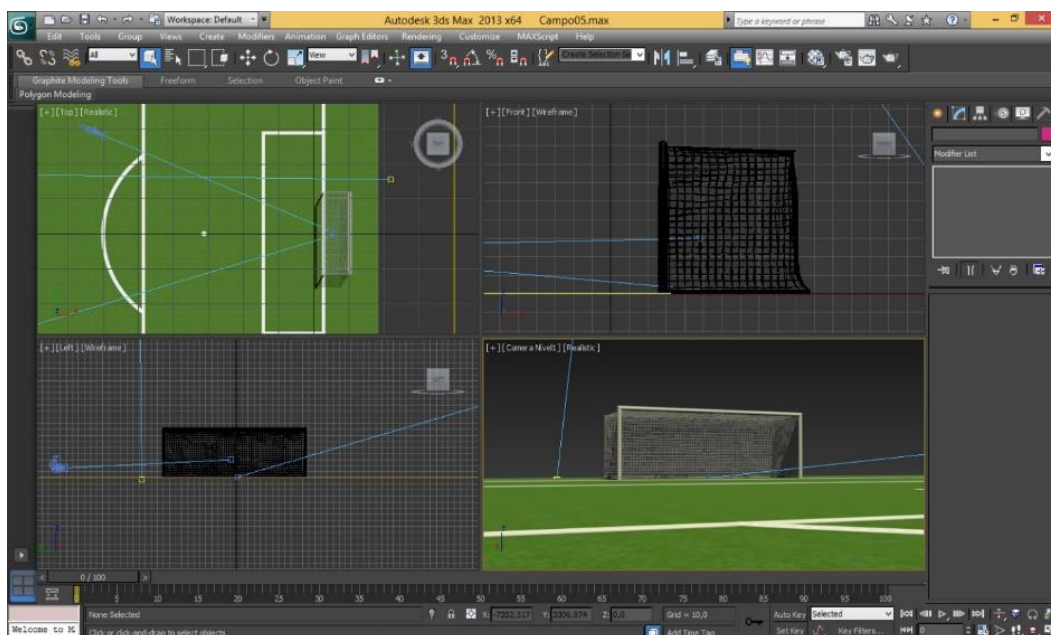 Workspace: Default
Autodesk 3ds Max 2013 x64 Campo05.max
Type a keyword or phrase
Edit Tools Group Views Create Modifiers Animation Graph Editors Rendering Customize MAXScript Help
All View Create Selection Se
Graphite Modeling Tools Freeform Selection Object Paint
Polygon Modeling
[+][Top][Realistic]
[+][Front][Wireframe]
Modifier List
[+][Left][Wireframe]
[+][Camera Nivel1][Realistic]
0 / 100
5 10 15 20 25 30 35 40 45 50 55 60 65 70 75 80 85 90 95 100
None Selected
X: -7202,317 Y: 3306,974 Z: 0,0
Grid = 10,0
Auto Key Selected
Welcome to M
Click or click-and-drag to select objects
Add Time Tag
Set Key Key Filters... 0